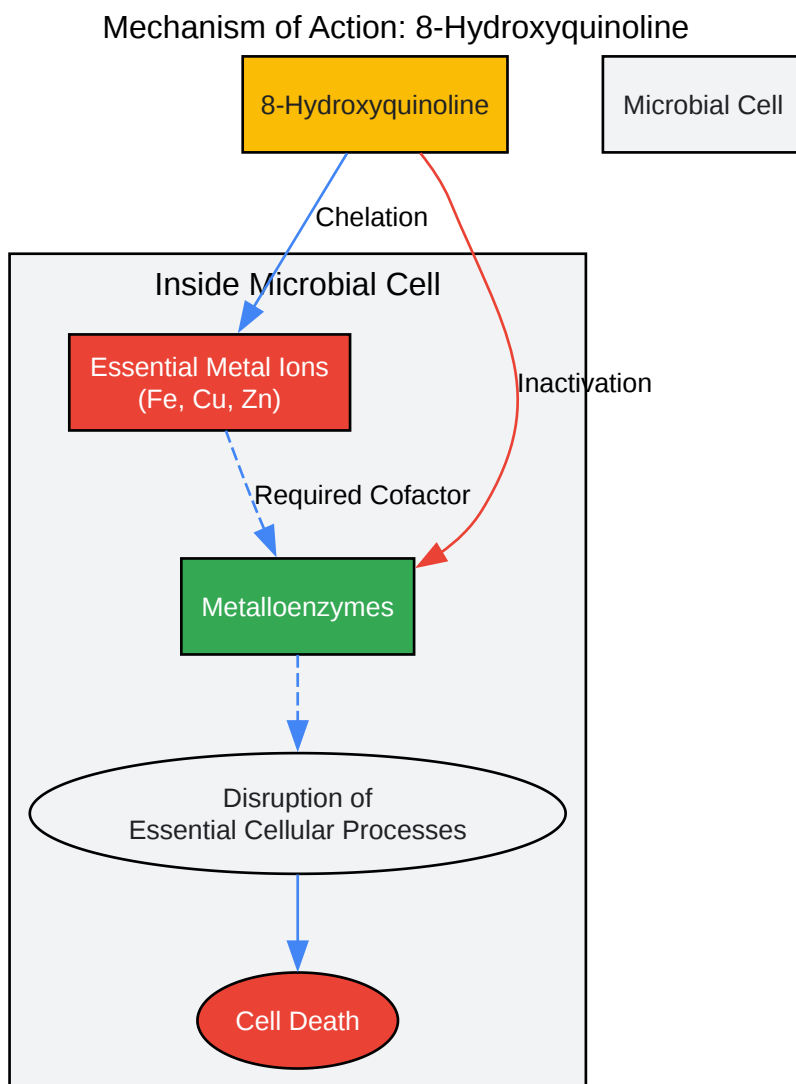 Mechanism of Action: 8-Hydroxyquinoline
8-Hydroxyquinoline
Microbial Cell
Chelation
Inside Microbial Cell
Essential Metal Ions
(Fe, Cu, Zn)
Inactivation
Required Cofactor
Metalloenzymes
Disruption of
Essential Cellular Processes
Cell Death